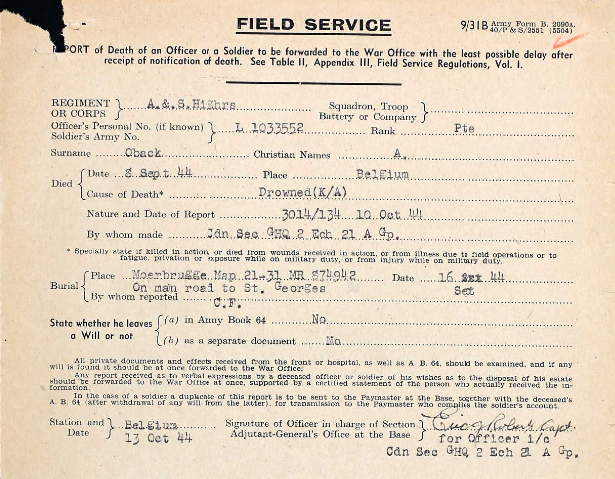 FIELD SERVICE
9/31B Army Form B. 2090A.
40/P & S/2551 (5504)
PORT of Death of an Officer or a Soldier to be forwarded to the War Office with the least possible delay after
receipt of notification of death. See Table II, Appendix III, Field Service Regulations, Vol. I.
REGIMENT OR CORPS } A.&.S.Highrs Squadron, Troop Battery or Company }
Officer's Personal No. (if known) Soldier's Army No. } L 1033552 Rank Pte
Surname Oback Christian Names A.
Died { Date 8 Sept 44 Place Belgium
Cause of Death* Drowned(K/A)
Nature and Date of Report 3014/134 10 Oct 44
By whom made Cdn Sec GHQ 2 Ech 21 A Gp.
* Specially state if killed in action, or died from wounds received in action, or from illness due to field operations or to
fatigue, privation or exposure while on military duty, or from injury while on military duty.
Burial { Place Moerbrugge Map 21-31 MR 874042 Date 16 44
On man road to St. Georges Set
By whom reported C.F.
State whether he leaves a Will or not { (a) in Army Book 64 No
(b) as a separate document No
All private documents and effects received from the front or hospital, as well as A. B. 64, should be examined, and if any
will is found it should be at once forwarded to the War Office.
Any report received as to verbal expressions by a deceased officer or soldier of his wishes as to the disposition of his estate
should be forwarded to the War Office at once, supported by a certified statement of the person who actually received the in-
formation.
In the case of a soldier a duplicate of this report is to be sent to the Paymaster at the Base, together with the deceased's
A. B. 64 (after withdrawal of any will from the latter), for transmission to the Paymaster who compiles the soldier's account.
Station and Date } Belgium Signature of Officer in charge of Section Capt.
13 Oct 44 Adjutant-General's Office at the Base for Officer i/c
Cdn Sec GHQ 2 Ech 21 A Gp.